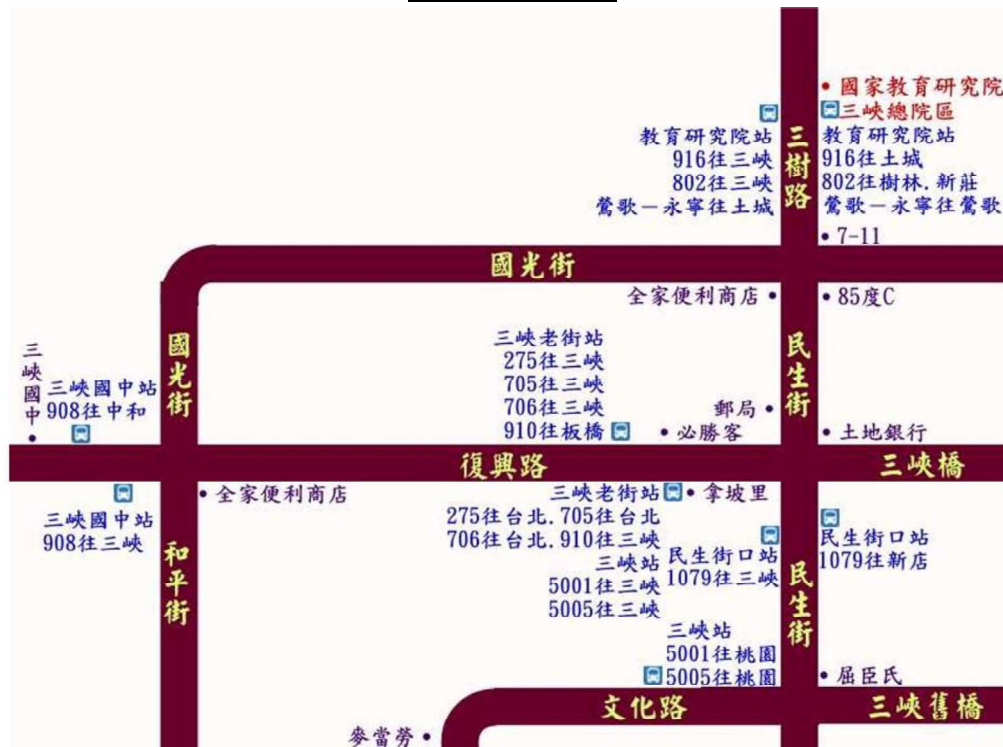 國家教育研究院
三峽總院區
教育研究院站
916往三峽
802往三峽
鶯歌－永寧往土城
三樹路
教育研究院站
916往土城
802往樹林.新莊
鶯歌－永寧往鶯歌
7-11
國光街
全家便利商店
85度C
國光街
三峽國中
三峽國中站
908往中和
三峽老街站
275往三峽
705往三峽
706往三峽
910往板橋
民生街
郵局
必勝客
土地銀行
復興路
三峽橋
三峽國中站
908往三峽
和平街
全家便利商店
三峽老街站
拿坡里
275往台北.705往台北
706往台北.910往三峽
三峽站
5001往三峽
5005往三峽
民生街口站
1079往三峽
民生街
民生街口站
1079往新店
三峽站
5001往桃園
5005往桃園
屈臣氏
文化路
三峽舊橋
麥當勞